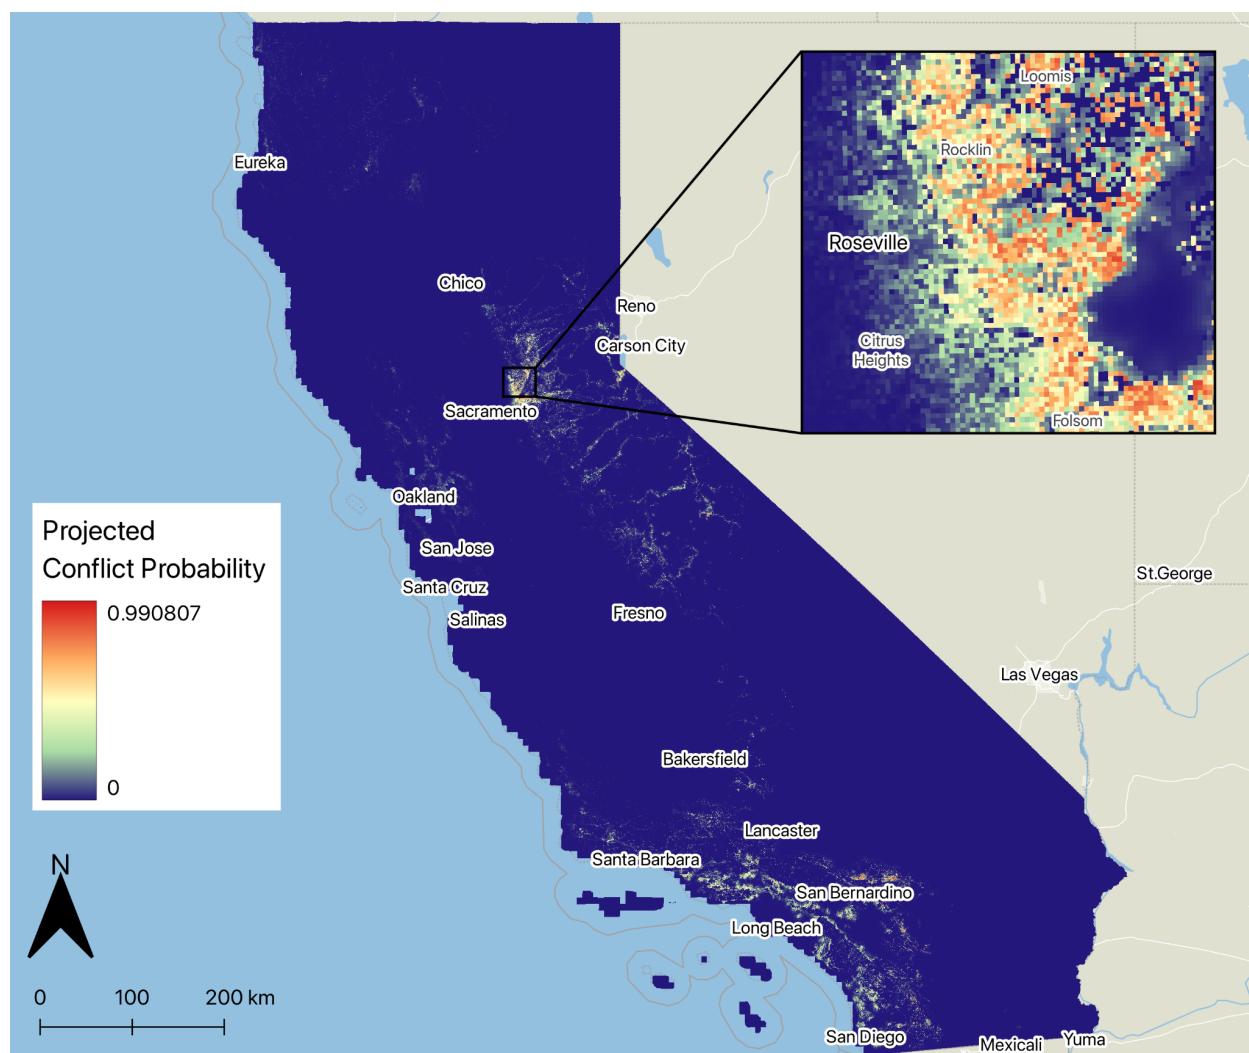 Loomis
Rocklin
Roseville
Citrus
Heights
Folsom
Eureka
Chico
Reno
Carson City
Sacramento
Oakland
San Jose
Santa Cruz
Salinas
Fresno
St.George
Las Vegas
Bakersfield
Lancaster
Santa Barbara
San Bernardino
Long Beach
San Diego
Mexicali
Yuma
Projected
Conflict Probability
0.990807
0
N
0 100 200 km